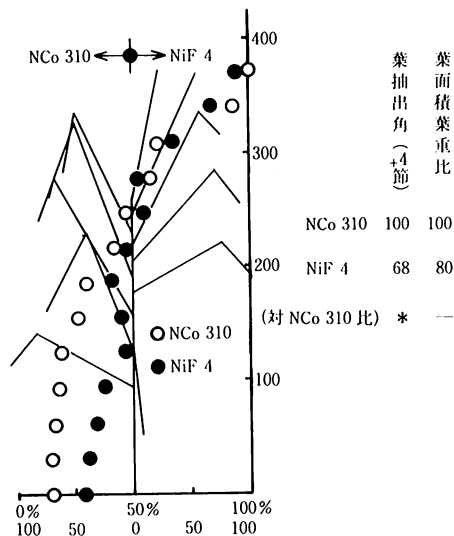 400
NCo 310 NiF 4
300
葉抽出角(+4節)
葉面積葉重比
NCo 310 100 100
NiF 4 68 80
(対 NCo 310 比) * —
200
NCo 310
NiF 4
100
0% 50% 100%
100 50 0 50 100